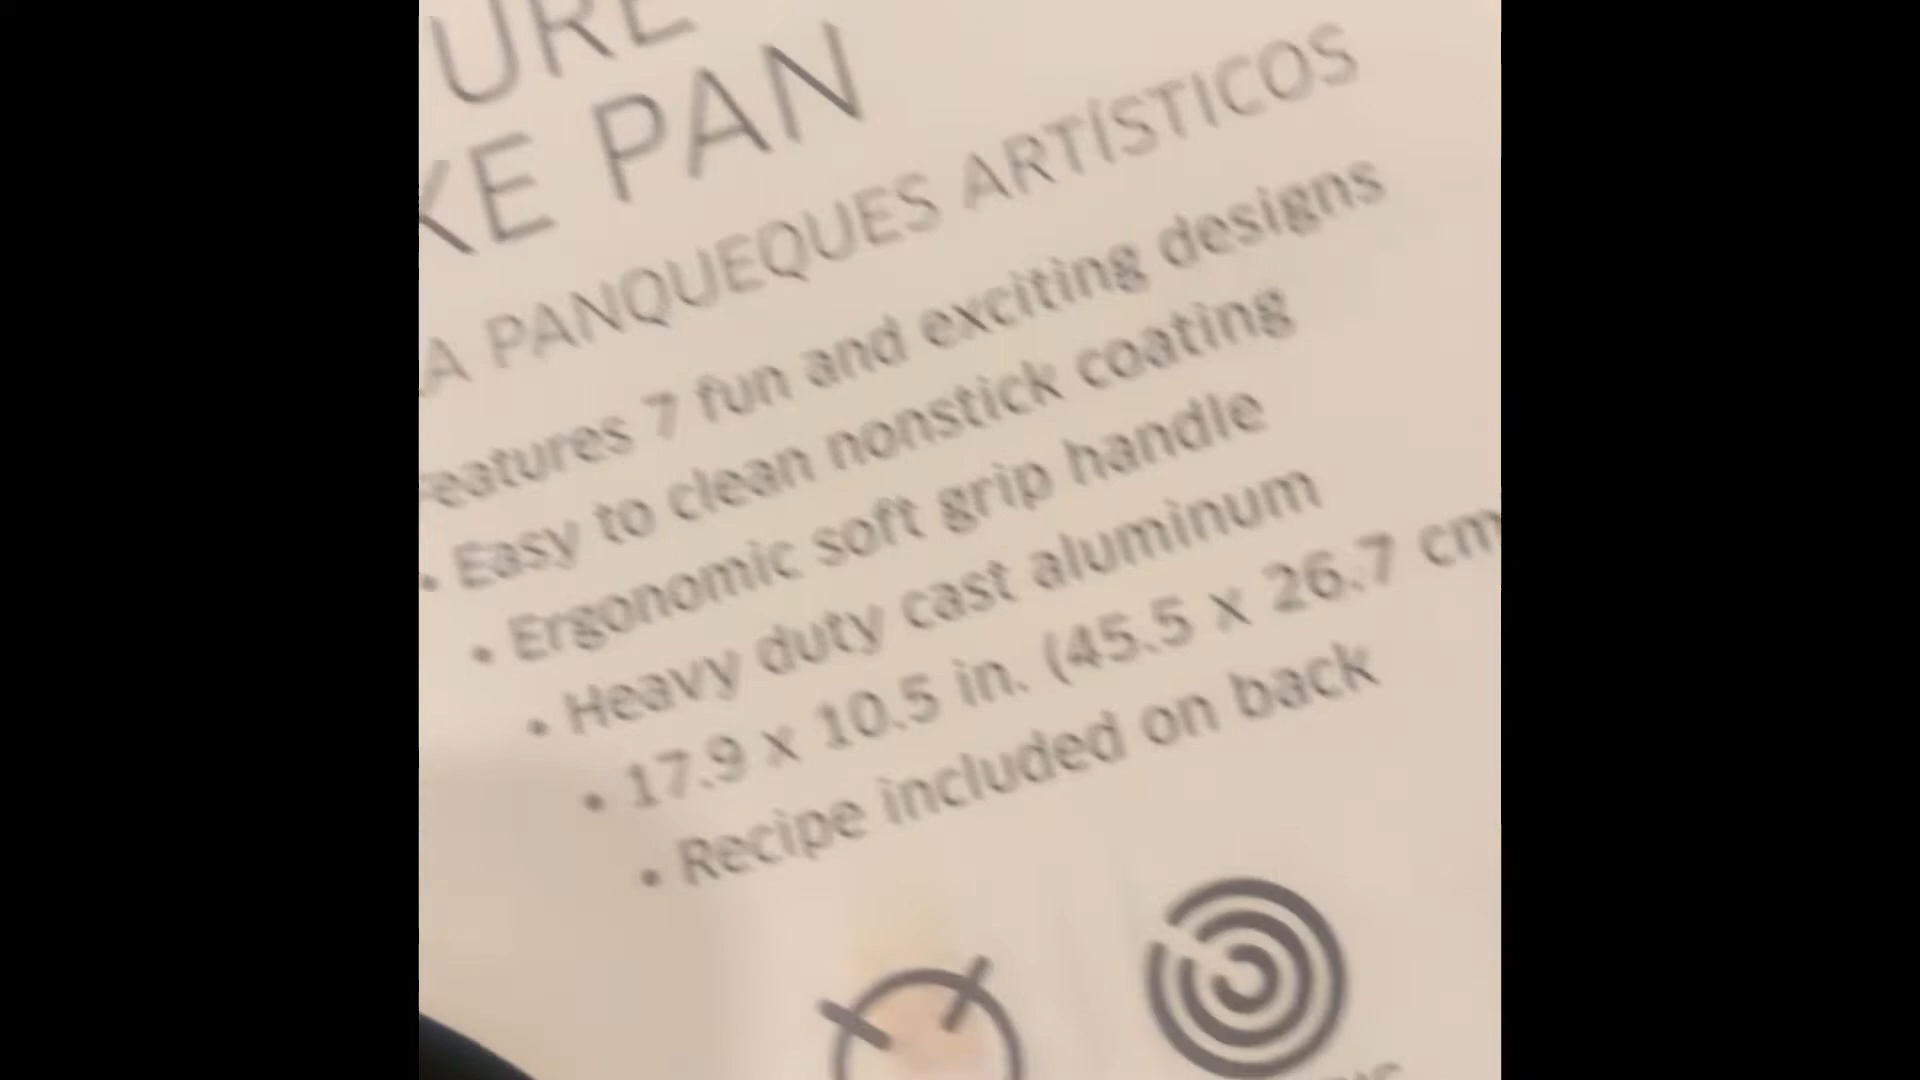 URE
KE PAN
A PANQUEQUES ARTÍSTICOS
Features 7 fun and exciting designs
• Easy to clean nonstick coating
• Ergonomic soft grip handle
• Heavy duty cast aluminum
• 17.9 x 10.5 in. (45.5 x 26.7 cm
• Recipe included on back